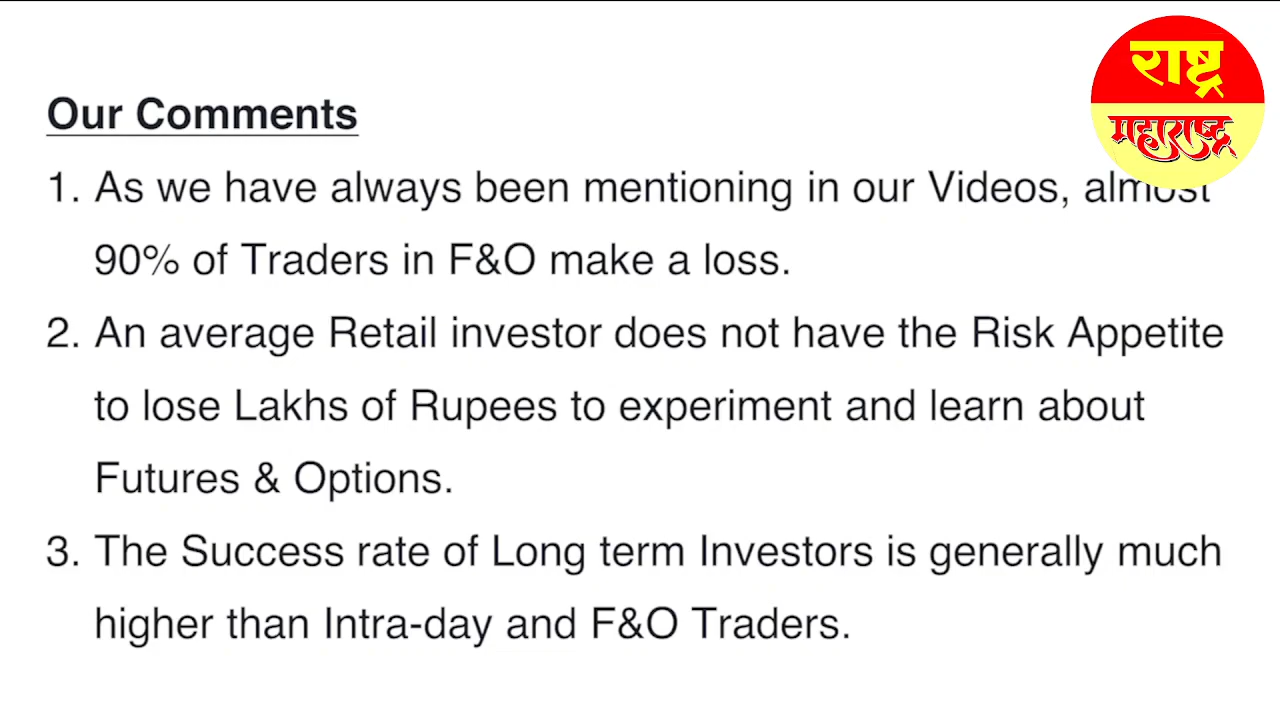 राष्ट्र
महाराष्ट्र
Our Comments
1. As we have always been mentioning in our Videos, almost
90% of Traders in F&O make a loss.
2. An average Retail investor does not have the Risk Appetite
to lose Lakhs of Rupees to experiment and learn about
Futures & Options.
3. The Success rate of Long term Investors is generally much
higher than Intra-day and F&O Traders.